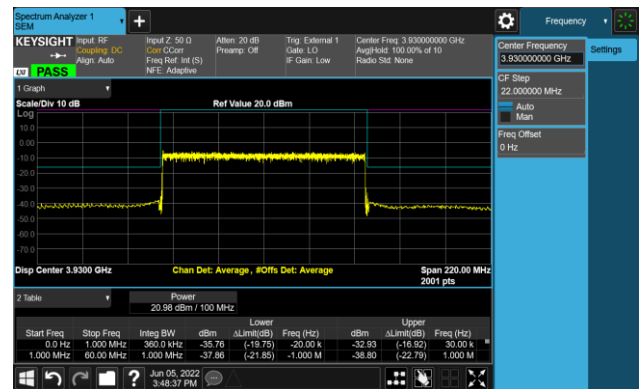 Spectrum Analyzer 1
SEM
+
Frequency
KEYSIGHT
Input: RF
Coupling: DC
Align: Auto
Input Z: 50 Ω
Corr CCorr
Freq Ref: Int (S)
NFE: Adaptive
Atten: 20 dB
Preamp: Off
Trig: External 1
Gate: LO
IF Gain: Low
Center Freq: 3.930000000 GHz
Avg|Hold: 100.00% of 10
Radio Std: None
LXI
PASS
Center Frequency
3.930000000 GHz
Settings
CF Step
22.000000 MHz
Auto
Man
Freq Offset
0 Hz
1 Graph
Scale/Div 10 dB
Ref Value 20.0 dBm
Log
10.0
0.00
-10.0
-20.0
-30.0
-40.0
-50.0
-60.0
-70.0
Disp Center 3.9300 GHz
Chan Det: Average , #Offs Det: Average
Span 220.00 MHz
2001 pts
2 Table
Power
20.98 dBm / 100 MHz
Lower Upper
Start Freq Stop Freq Integ BW dBm ΔLimit(dB) Freq (Hz) dBm ΔLimit(dB) Freq (Hz)
0.0 Hz 1.000 MHz 360.0 kHz -35.76 (-19.75) -20.00 k -32.93 (-16.92) 30.00 k
1.000 MHz 60.00 MHz 1.000 MHz -37.86 (-21.85) -1.000 M -38.80 (-22.79) 1.000 M
?
Jun 05, 2022
3:48:37 PM